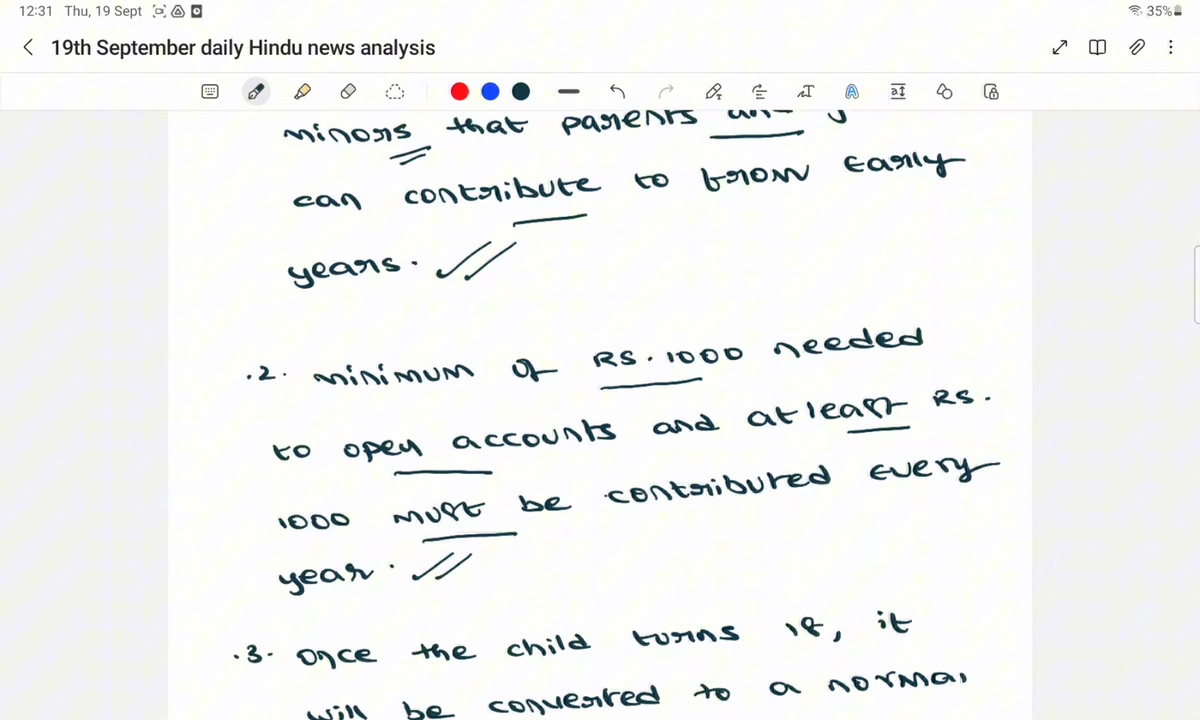 12:31 Thu, 19 Sept 35%
19th September daily Hindu news analysis
minors that parents
can contribute to from early
years.
.2. minimum of RS. 1000 needed
to open accounts and atleast RS.
1000 must be contributed every
year.
.3. once the child turns 18, it
will be converted to a normal